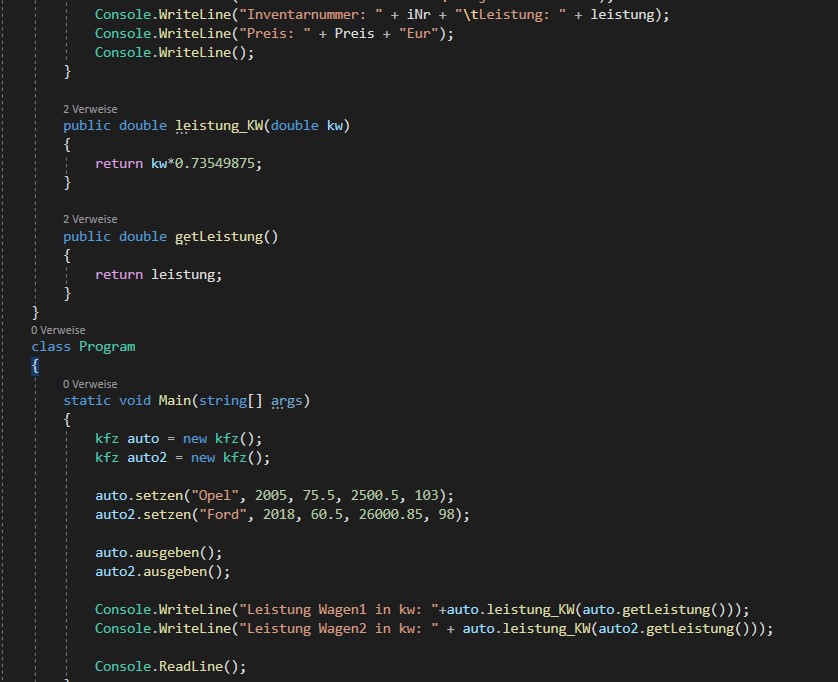 Console.WriteLine("Inventarnummer: " + iNr + "\tLeistung: " + leistung);
Console.WriteLine("Preis: " + Preis + "Eur");
Console.WriteLine();
}
2 Verweise
public double leistung_KW(double kw)
{
return kw*0.73549875;
}
2 Verweise
public double getLeistung()
{
return leistung;
}
}
0 Verweise
class Program
{
0 Verweise
static void Main(string[] args)
{
kfz auto = new kfz();
kfz auto2 = new kfz();
auto.setzen("Opel", 2005, 75.5, 2500.5, 103);
auto2.setzen("Ford", 2018, 60.5, 26000.85, 98);
auto.ausgeben();
auto2.ausgeben();
Console.WriteLine("Leistung Wagen1 in kw: "+auto.leistung_KW(auto.getLeistung()));
Console.WriteLine("Leistung Wagen2 in kw: " + auto.leistung_KW(auto2.getLeistung()));
Console.ReadLine();